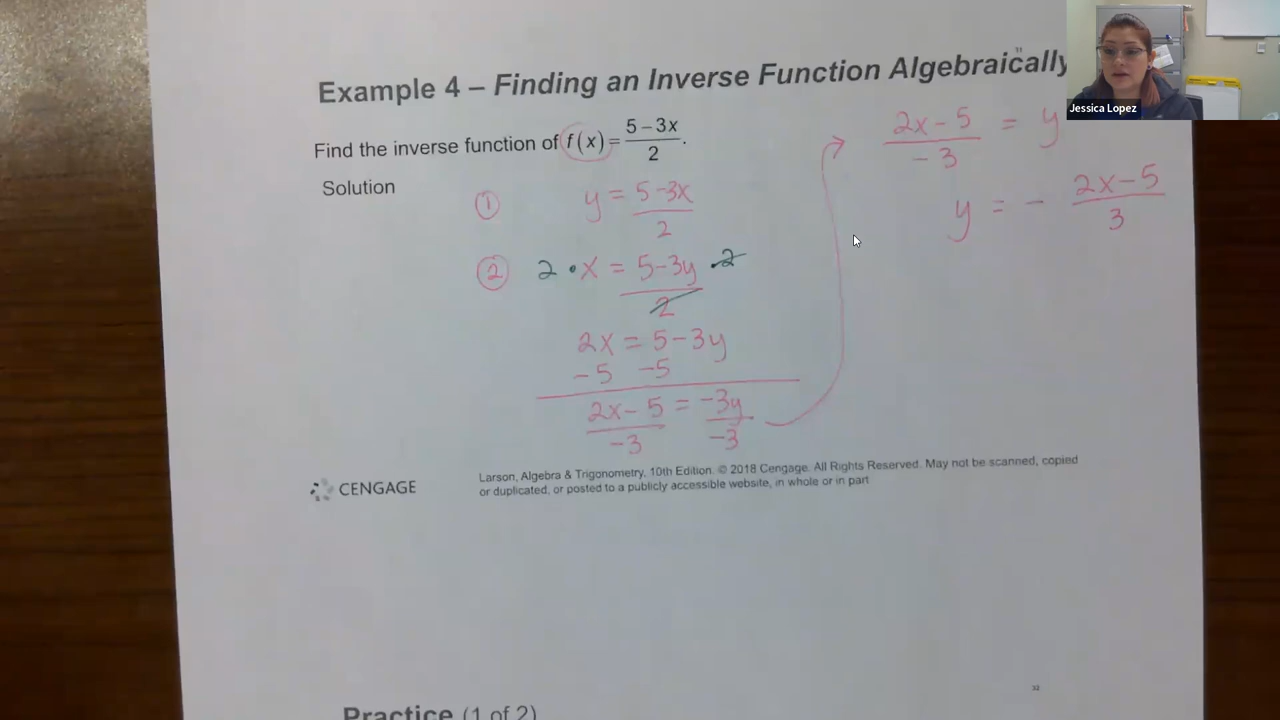 Example 4 – Finding an Inverse Function Algebraically
Jessica Lopez
Find the inverse function of f(x) = (5 – 3x)/2.
Solution
① y = (5-3x)/2
② 2 • x = (5-3y)/2 • 2
2x = 5-3y
-5 -5
(2x-5)/-3 = -3y/-3
(2x-5)/-3 = y
y = - (2x-5)/3
CENGAGE
Larson, Algebra & Trigonometry, 10th Edition. © 2018 Cengage. All Rights Reserved. May not be scanned, copied
or duplicated, or posted to a publicly accessible website, in whole or in part
32
Practice (1 of 2)